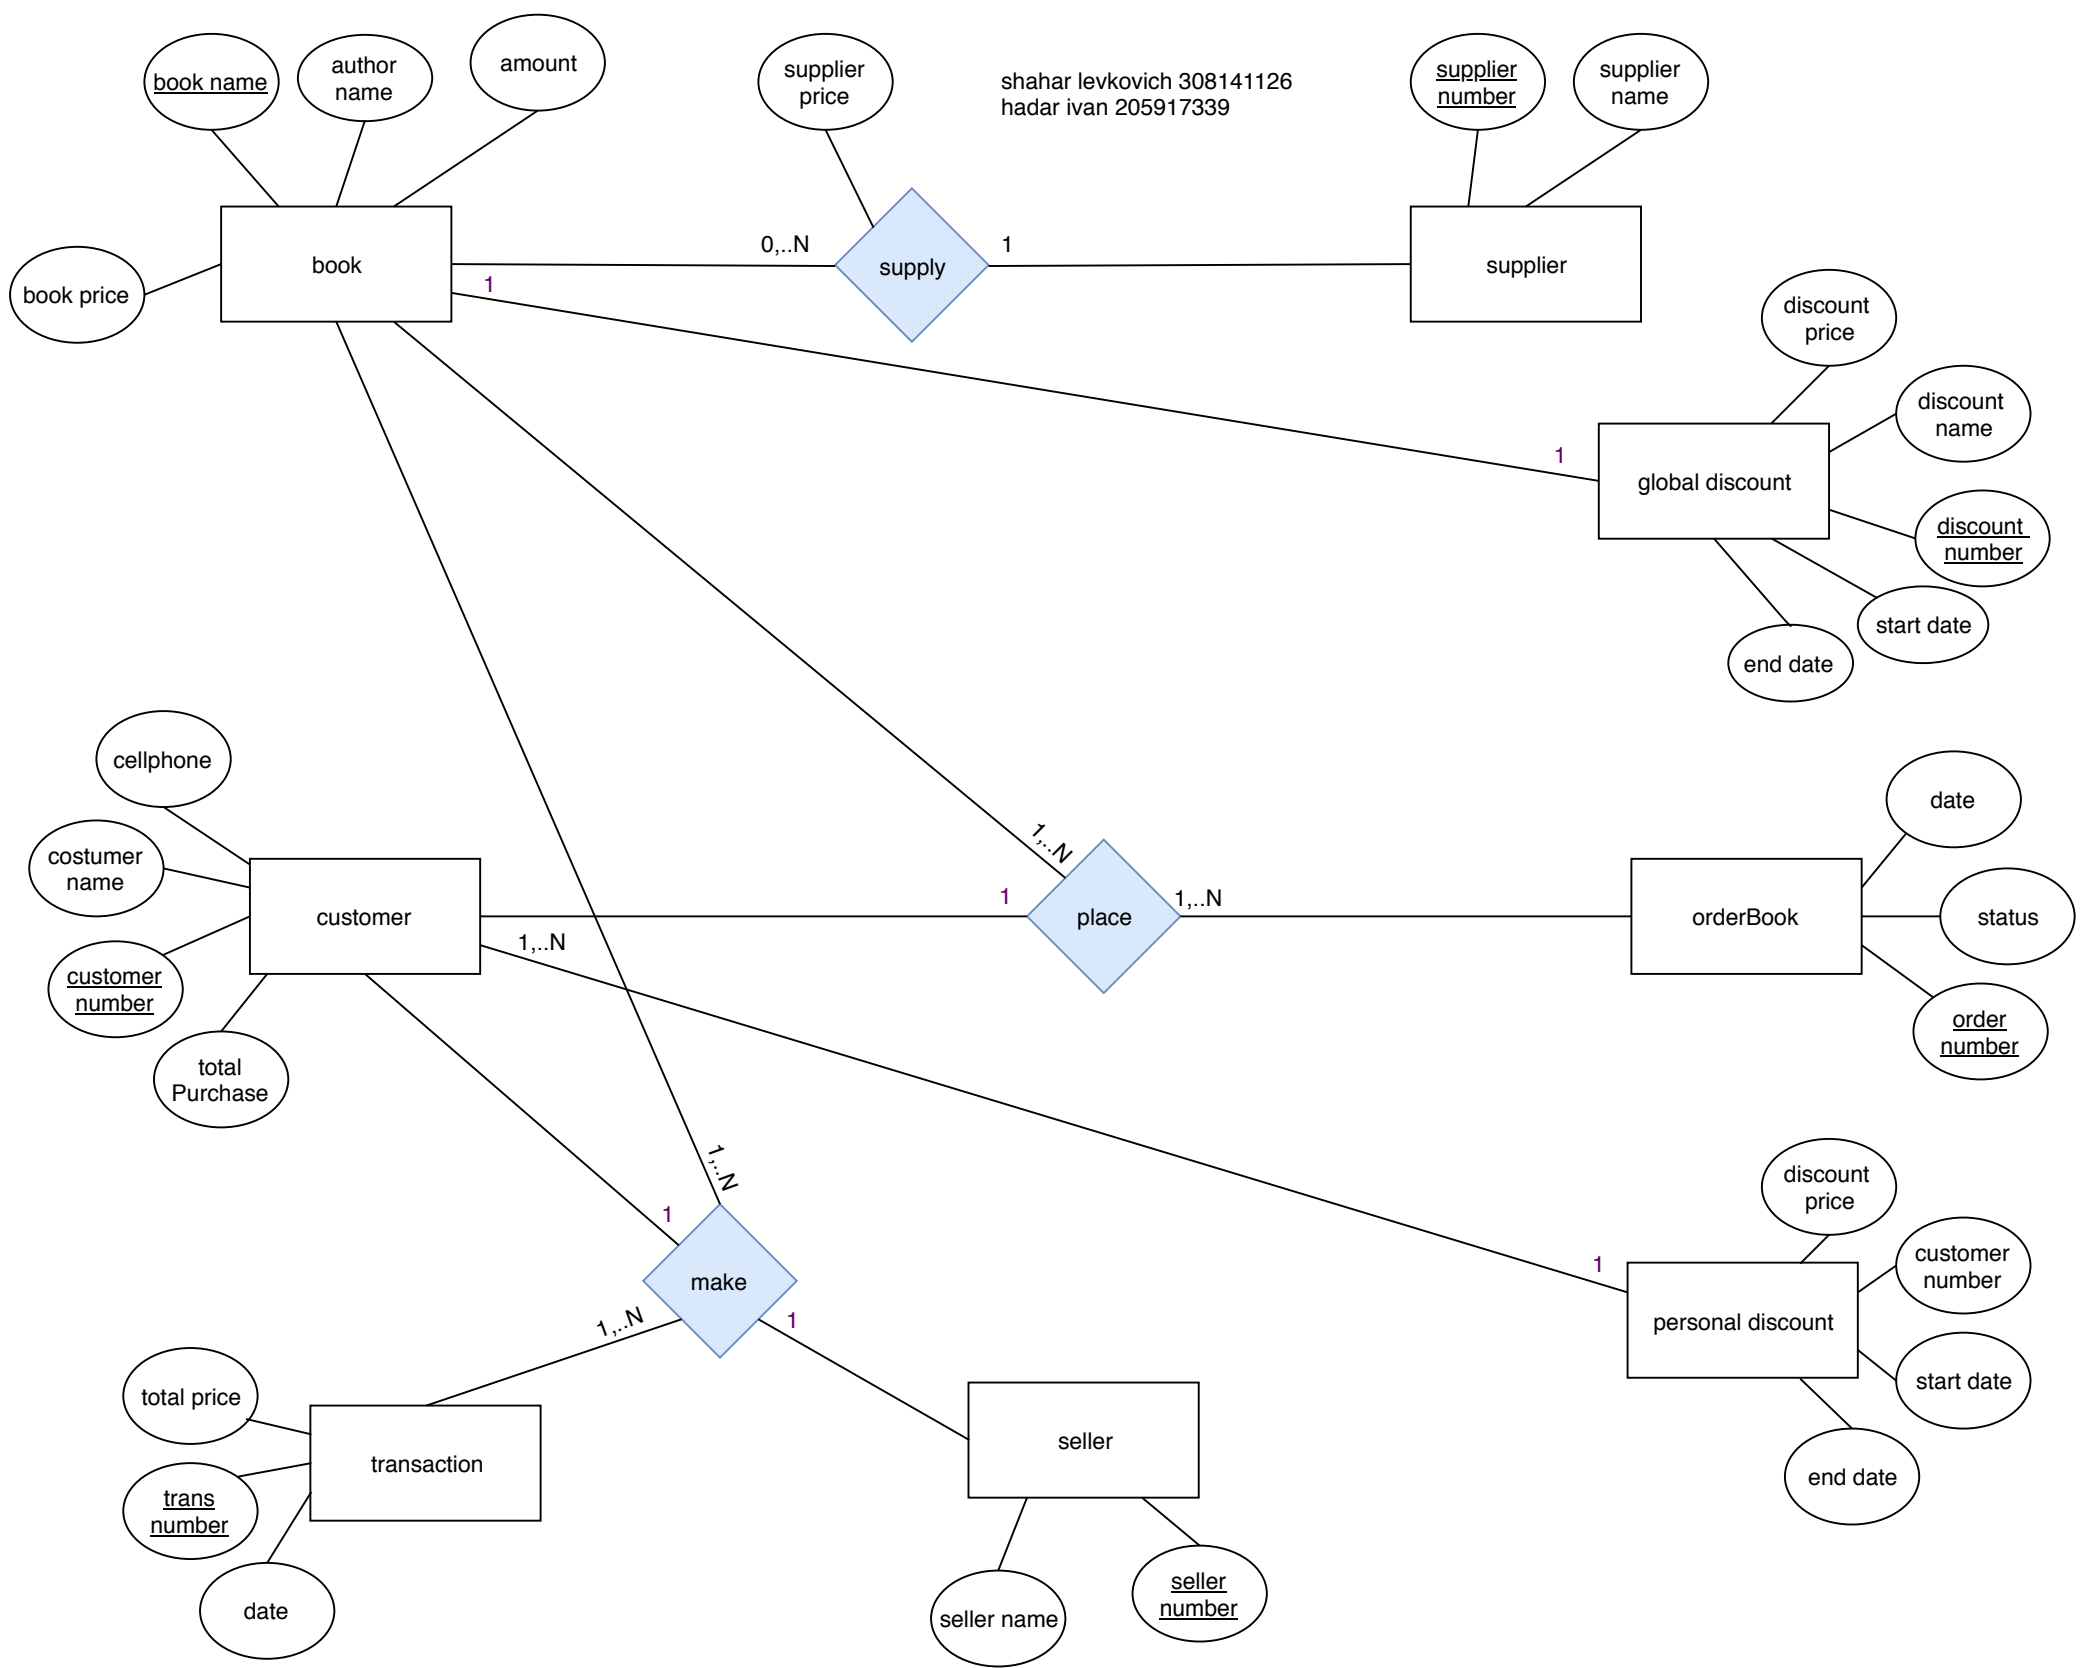 book name
author
name
amount
supplier
price
shahar levkovich 308141126
hadar ivan 205917339
supplier
number
supplier
name
book price
book
0,..N
supply
1
supplier
1
discount
price
discount
name
1
global discount
discount
number
start date
end date
cellphone
costumer
name
customer
number
total
Purchase
customer
1,..N
1
1,..N
place
1,..N
orderBook
date
status
order
number
1,..N
1
make
1,..N
1
1
discount
price
customer
number
personal discount
start date
end date
total price
trans
number
date
transaction
seller
seller name
seller
number